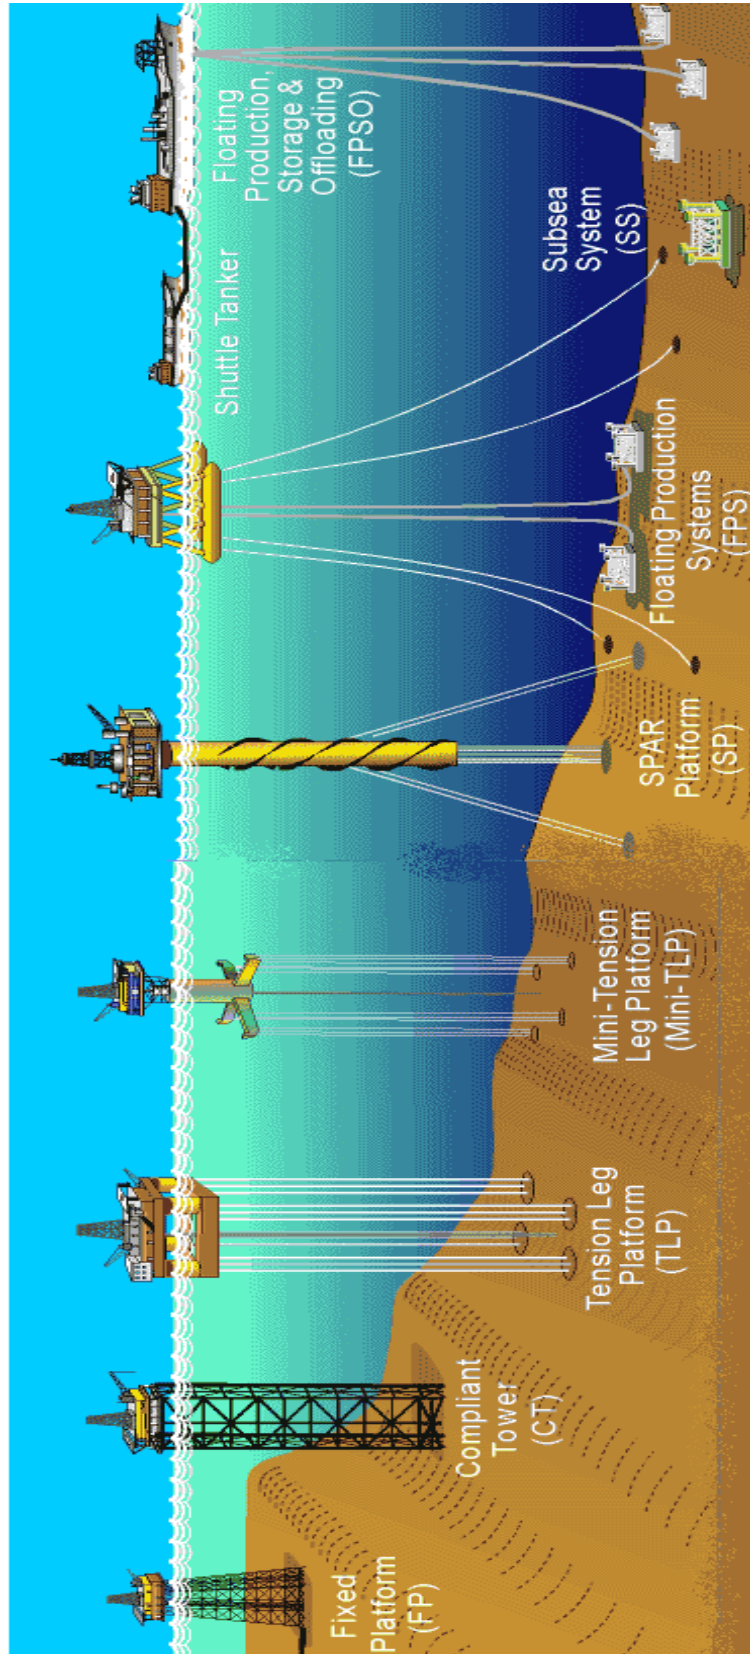 Fixed
Platform
(FP)
Compliant
Tower
(CT)
Tension Leg
Platform
(TLP)
Mini-Tension
Leg Platform
(Mini-TLP)
SPAR
Platform
(SP)
Floating Production
Systems
(FPS)
Shuttle Tanker
Subsea
System
(SS)
Floating
Production,
Storage &
Offloading
(FPSO)